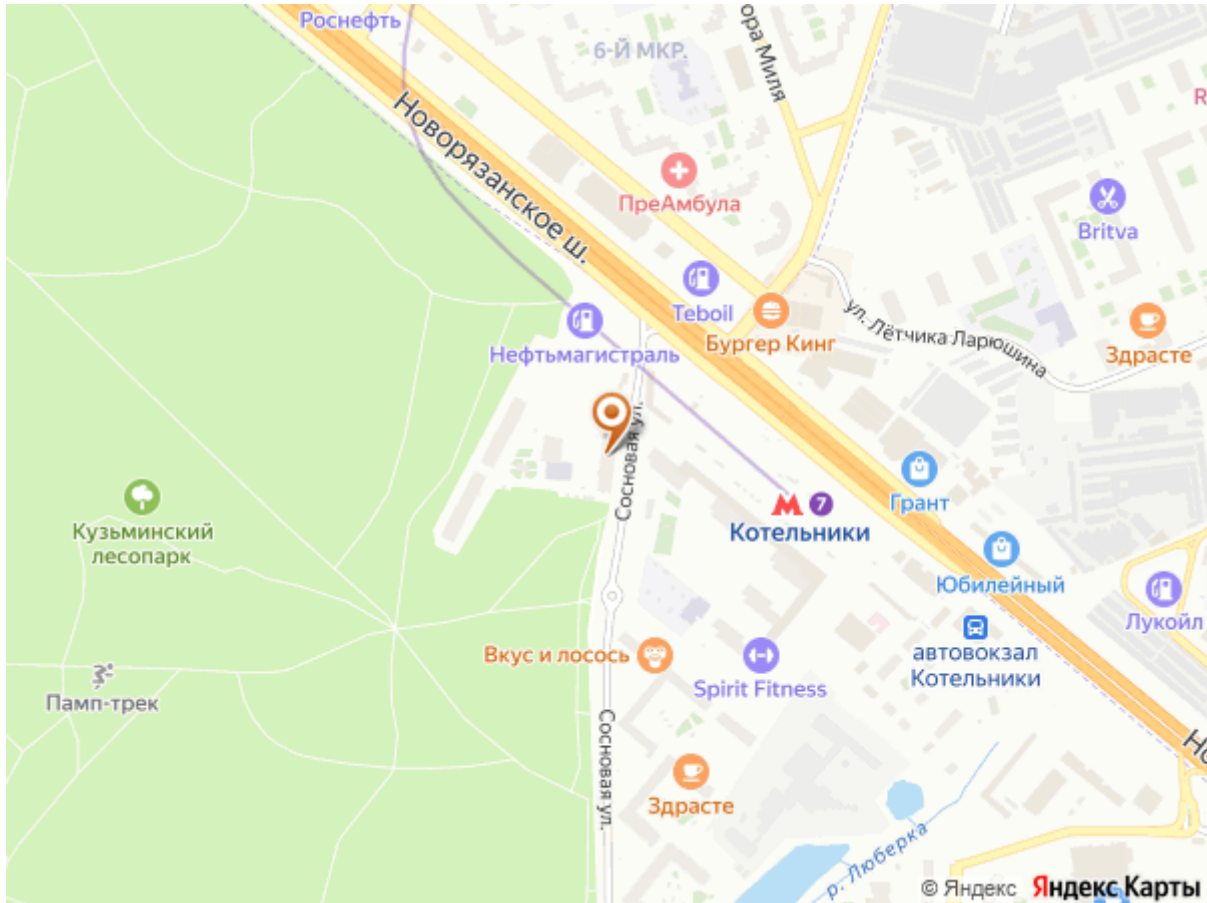 Роснефть
6-Й МКР.
ора Миля
R
Новорязанское ш.
ПреАмбула
Britva
Teboil
Бургер Кинг
ул. Лётчика Ларюшина
Здрасте
Нефтьмагистраль
Сосновая ул.
Грант
7
Котельники
Кузьминский
лесопарк
Юбилейный
Лукойл
автовокзал
Котельники
Вкус и лосось
Spirit Fitness
Памп-трек
Сосновая ул.
Но
Здрасте
р. Люберка
© Яндекс Яндекс Карты